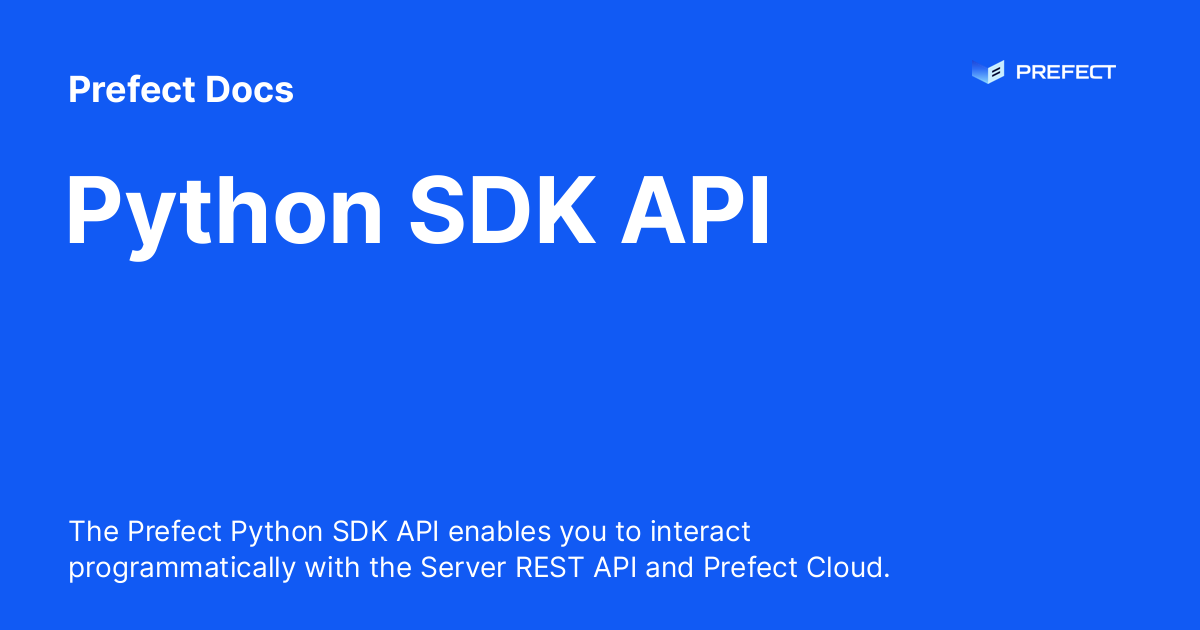 Prefect Docs
PREFECT
Python SDK API
The Prefect Python SDK API enables you to interact
programmatically with the Server REST API and Prefect Cloud.